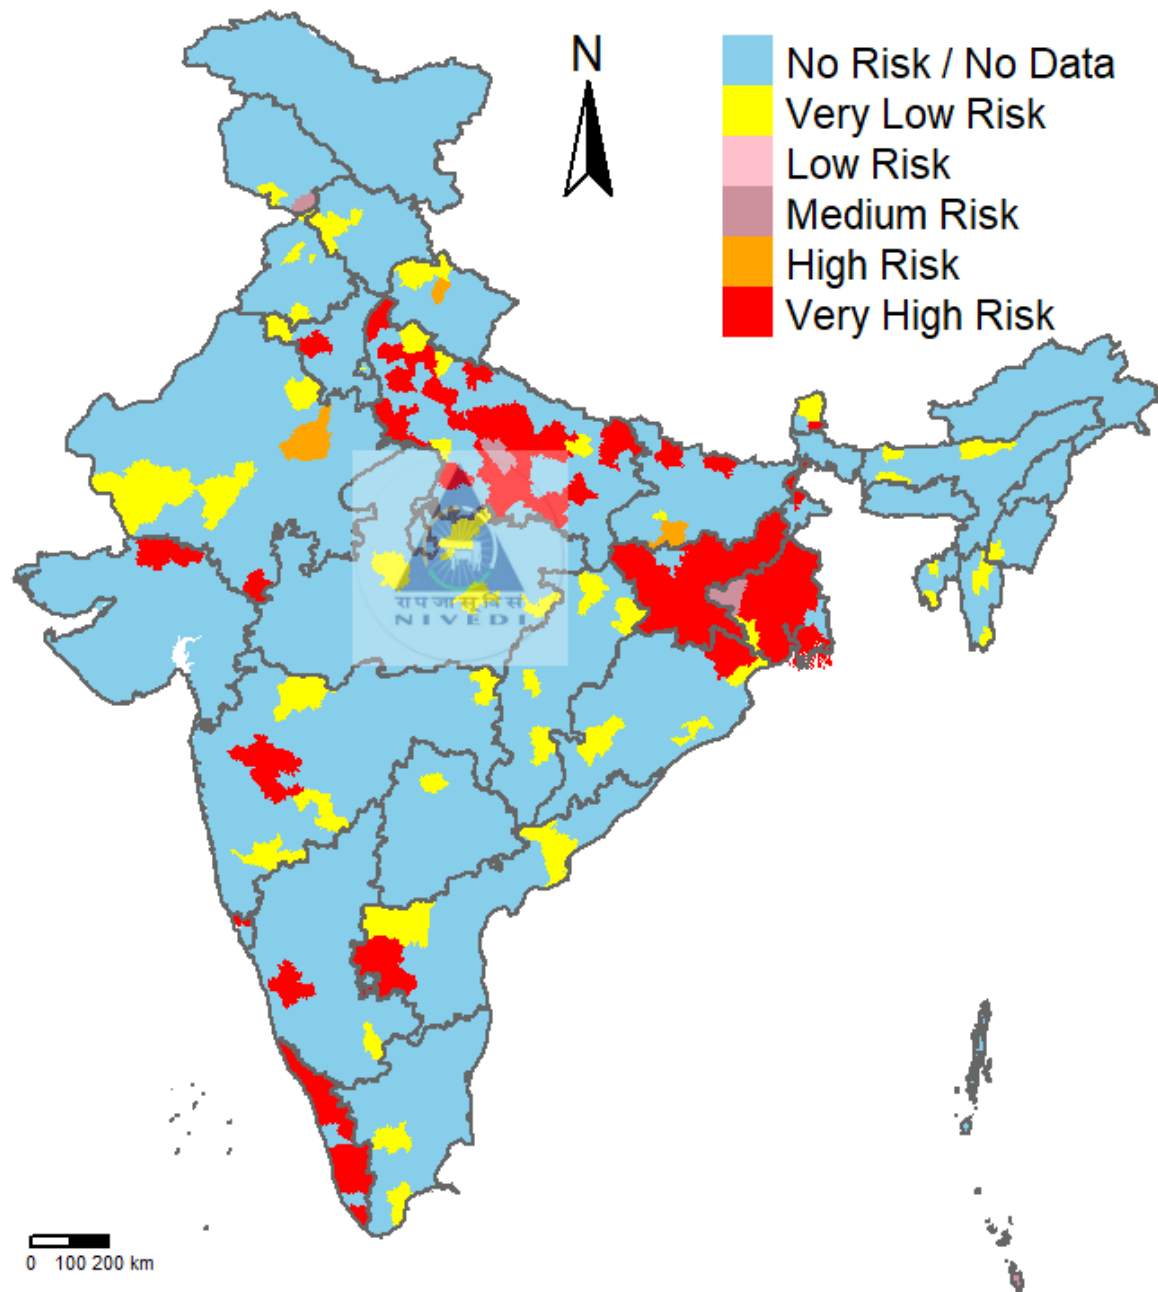 N
No Risk / No Data
Very Low Risk
Low Risk
Medium Risk
High Risk
Very High Risk
रा प जा सू वि सं
NIVEDI
0 100 200 km